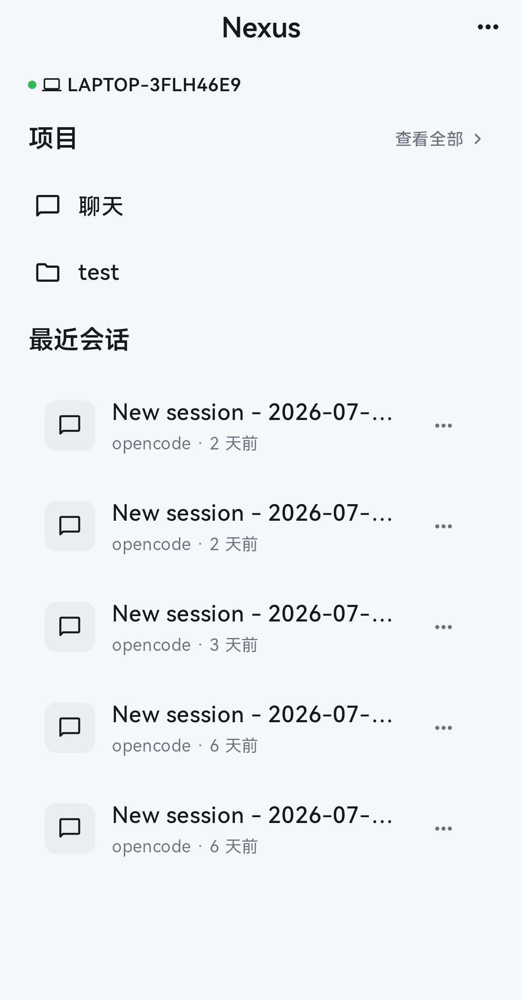 Nexus
LAPTOP-3FLH46E9
项目
查看全部
聊天
test
最近会话
New session - 2026-07-...
opencode · 2 天前
New session - 2026-07-...
opencode · 2 天前
New session - 2026-07-...
opencode · 3 天前
New session - 2026-07-...
opencode · 6 天前
New session - 2026-07-...
opencode · 6 天前